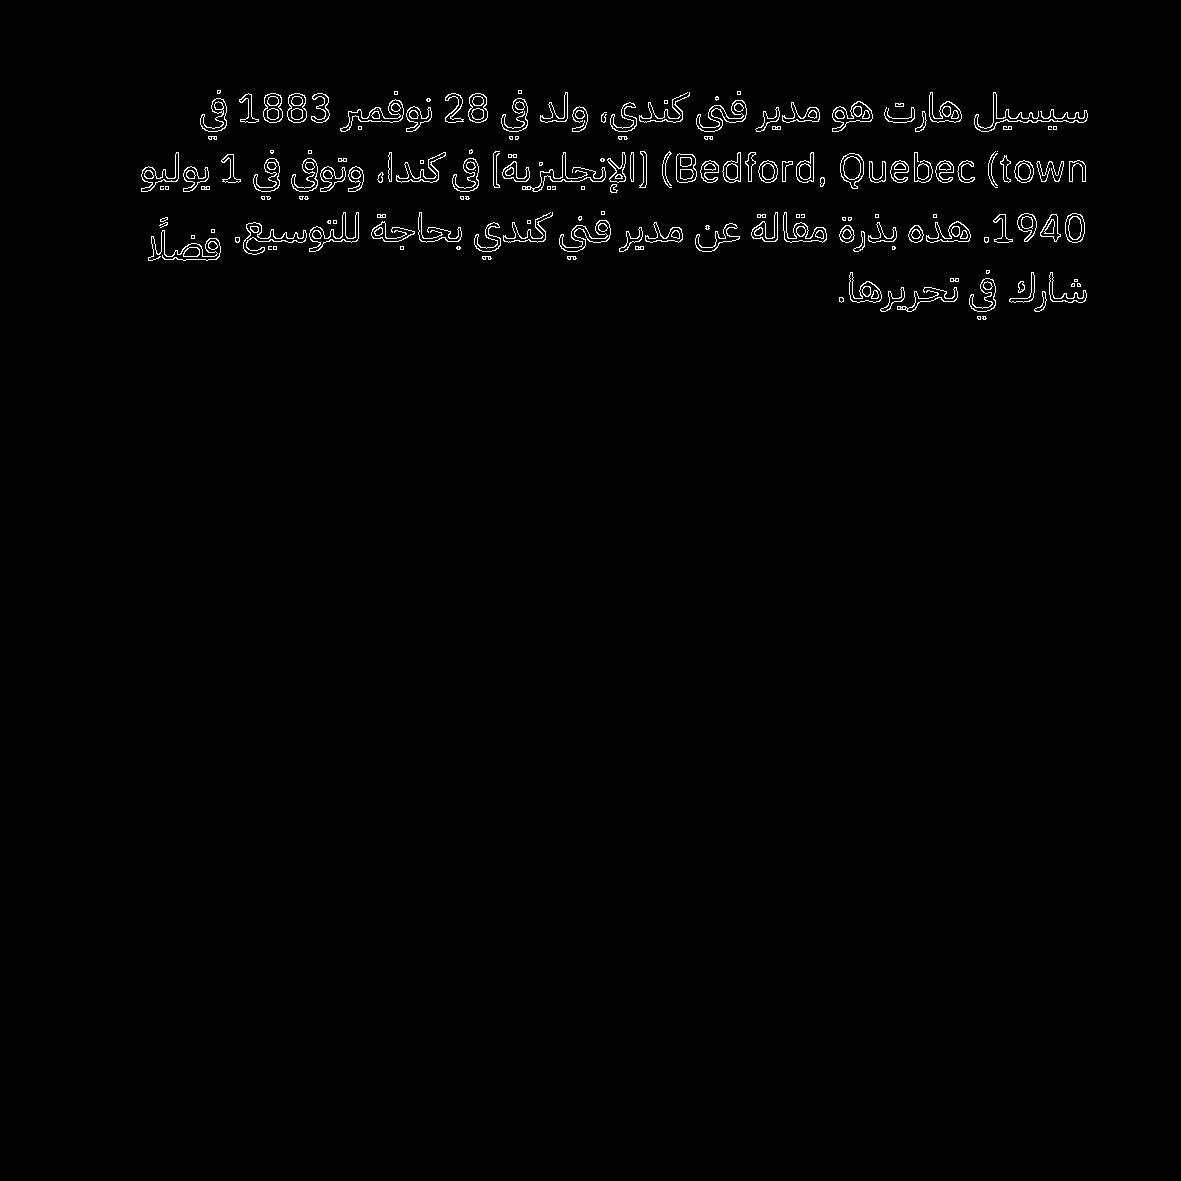 سيسيل هارت هو مدير فني كندي، ولد في 28 نوفمبر 1883 في
Bedford, Quebec (town) [الإنجليزية] في كندا، وتوفي في 1 يوليو
1940. هذه بذرة مقالة عن مدير فني كندي بحاجة للتوسيع. فضلًا
شارك في تحريرها.